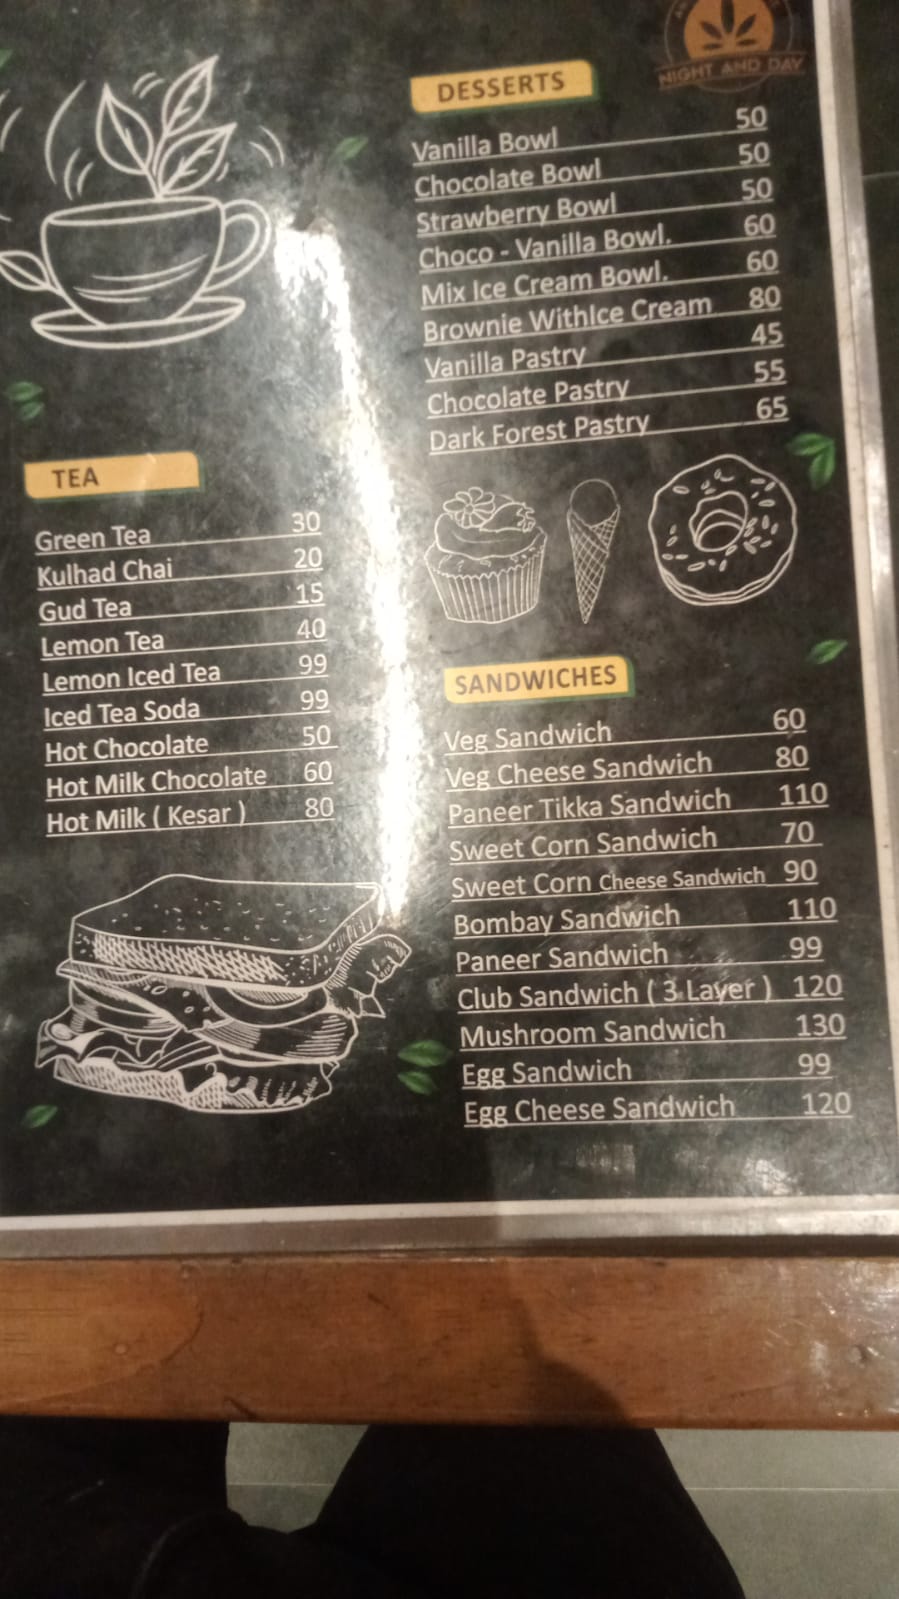 NIGHT AND DAY
DESSERTS
Vanilla Bowl 50
Chocolate Bowl 50
Strawberry Bowl 50
Choco - Vanilla Bowl. 60
Mix Ice Cream Bowl. 60
Brownie WithIce Cream 80
Vanilla Pastry 45
Chocolate Pastry 55
Dark Forest Pastry 65
TEA
Green Tea 30
Kulhad Chai 20
Gud Tea 15
Lemon Tea 40
Lemon Iced Tea 99
Iced Tea Soda 99
Hot Chocolate 50
Hot Milk Chocolate 60
Hot Milk ( Kesar ) 80
SANDWICHES
Veg Sandwich 60
Veg Cheese Sandwich 80
Paneer Tikka Sandwich 110
Sweet Corn Sandwich 70
Sweet Corn Cheese Sandwich 90
Bombay Sandwich 110
Paneer Sandwich 99
Club Sandwich ( 3 Layer ) 120
Mushroom Sandwich 130
Egg Sandwich 99
Egg Cheese Sandwich 120